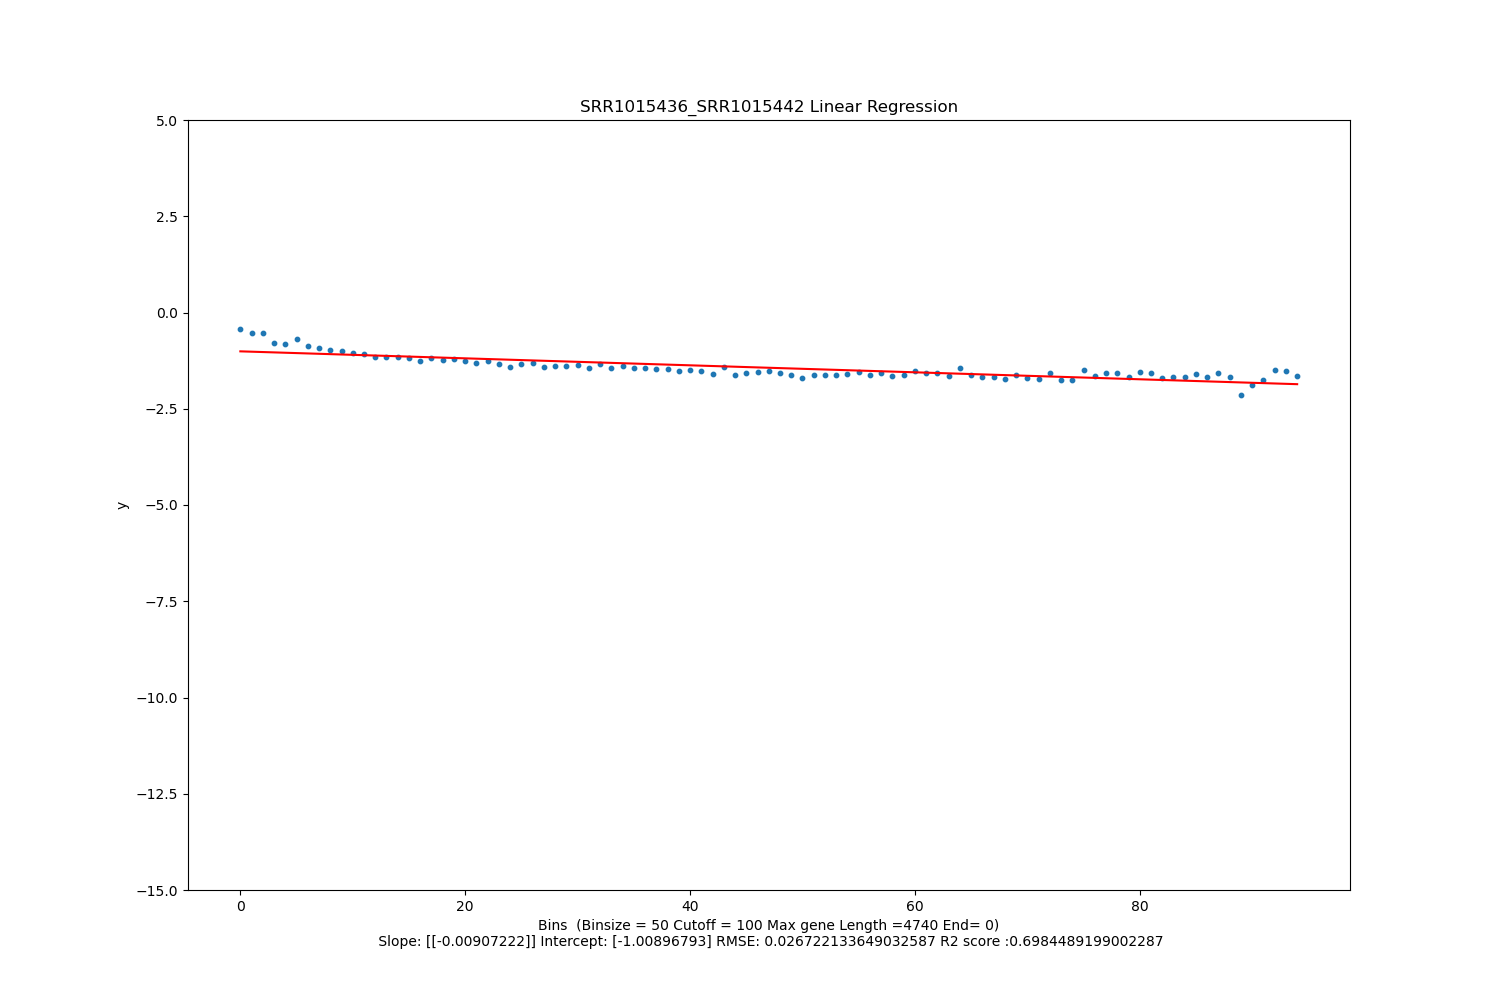 SRR1015436_SRR1015442 Linear Regression
5.0
2.5
0.0
−2.5
−5.0
−7.5
−10.0
−12.5
−15.0
y
0 20 40 60 80
Bins  (Binsize = 50 Cutoff = 100 Max gene Length =4740 End= 0)
Slope: [[-0.00907222]] Intercept: [-1.00896793] RMSE: 0.026722133649032587 R2 score :0.6984489199002287